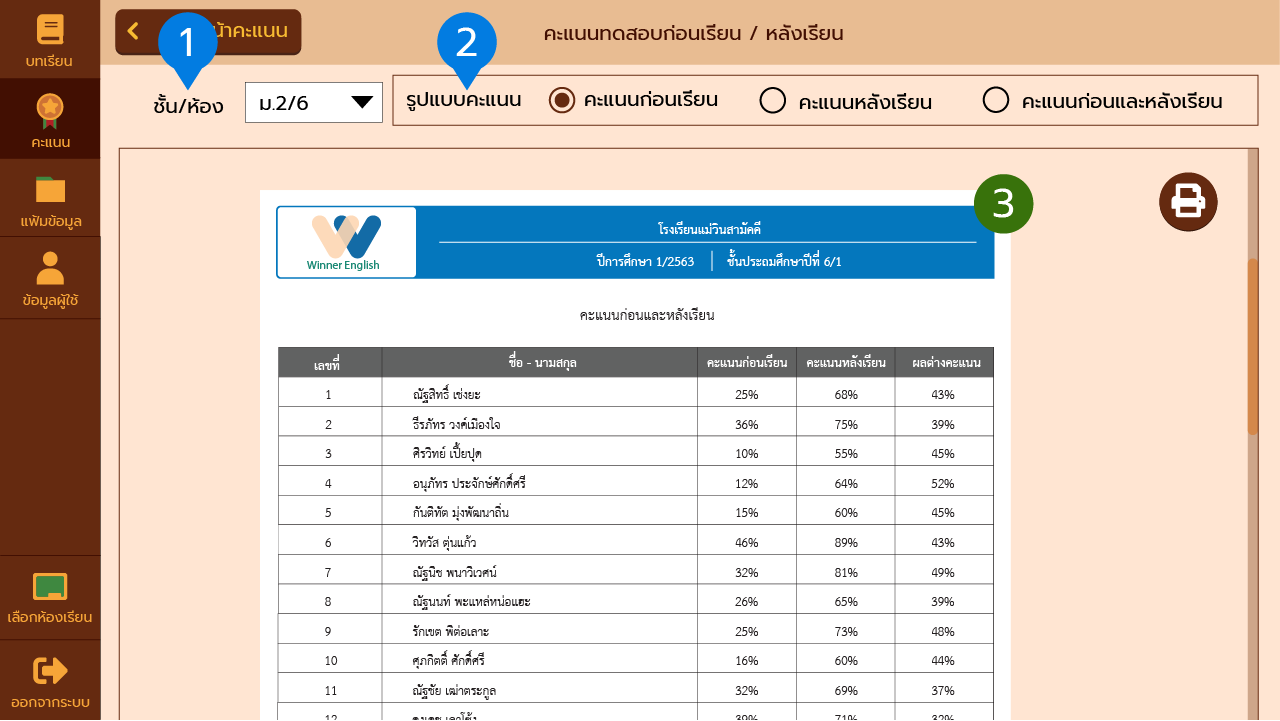 บทเรียน
คะแนน
แฟ้มข้อมูล
ข้อมูลผู้ใช้
เลือกห้องเรียน
ออกจากระบบ
1
2
3
คะแนนทดสอบก่อนเรียน / หลังเรียน
ชั้น/ห้อง
ม.2/6
รูปแบบคะแนน คะแนนก่อนเรียน คะแนนหลังเรียน คะแนนก่อนและหลังเรียน
Winner English
โรงเรียนแม่วินสามัคคี
ปีการศึกษา 1/2563 ชั้นประถมศึกษาปีที่ 6/1
คะแนนก่อนและหลังเรียน
เลขที่ ชื่อ - นามสกุล คะแนนก่อนเรียน คะแนนหลังเรียน ผลต่างคะแนน
1 ณัฐสิทธิ์ เซ่งยะ 25% 68% 43%
2 ธีรภัทร วงค์เมืองใจ 36% 75% 39%
3 ศิรวิทย์ เปี้ยปุด 10% 55% 45%
4 อนุภัทร ประจักษ์ศักดิ์ศรี 12% 64% 52%
5 กันติทัต มุ่งพัฒนาถิ่น 15% 60% 45%
6 วิทวัส ตุ่นแก้ว 46% 89% 43%
7 ณัฐนิช พนาวิเวศน์ 32% 81% 49%
8 ณัฐนนท์ พะแหล่หน่อแฮะ 26% 65% 39%
9 รักเขต พิต่อเลาะ 25% 73% 48%
10 ศุภกิตติ์ ศักดิ์ศรี 16% 60% 44%
11 ณัฐชัย เฒ่าตระกูล 32% 69% 37%
12 39% 71% 32%